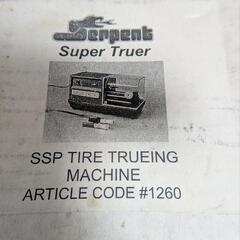 Serpent
Super Truer
SSP TIRE TRUEING
MACHINE
ARTICLE CODE #1260